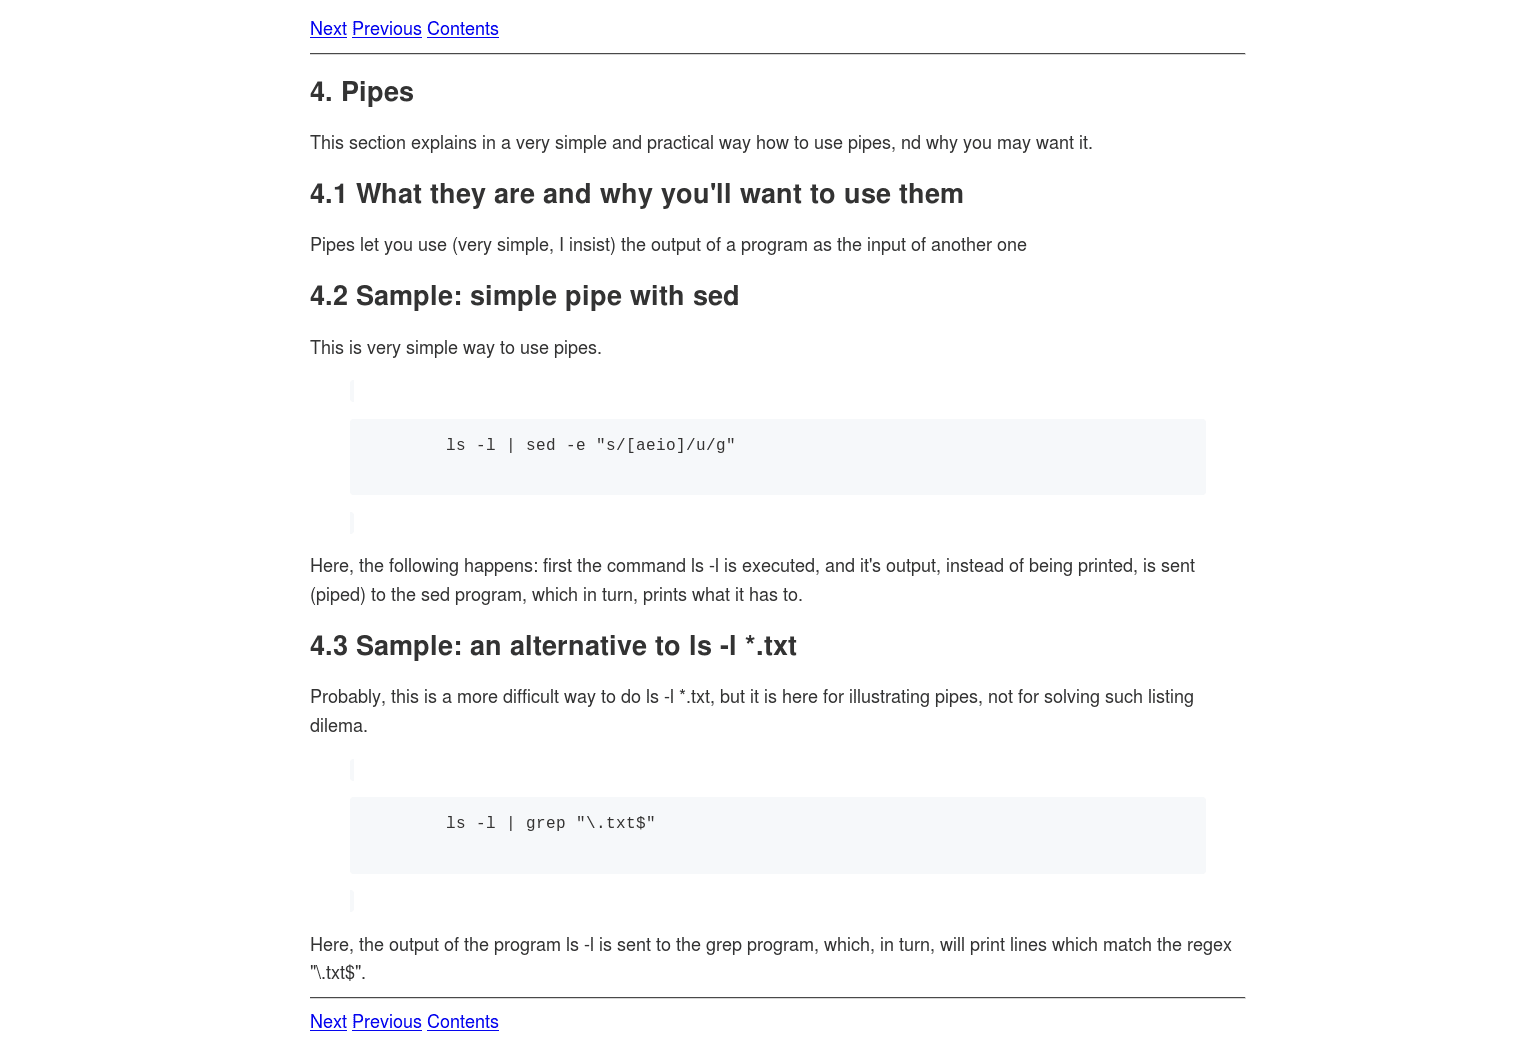 Next Previous Contents
4. Pipes
This section explains in a very simple and practical way how to use pipes, nd why you may want it.
4.1 What they are and why you'll want to use them
Pipes let you use (very simple, I insist) the output of a program as the input of another one
4.2 Sample: simple pipe with sed
This is very simple way to use pipes.
ls -l | sed -e "s/[aeio]/u/g"
Here, the following happens: first the command ls -l is executed, and it's output, instead of being printed, is sent
(piped) to the sed program, which in turn, prints what it has to.
4.3 Sample: an alternative to ls -l *.txt
Probably, this is a more difficult way to do ls -l *.txt, but it is here for illustrating pipes, not for solving such listing
dilema.
ls -l | grep "\.txt$"
Here, the output of the program ls -l is sent to the grep program, which, in turn, will print lines which match the regex
"\.txt$".
Next Previous Contents